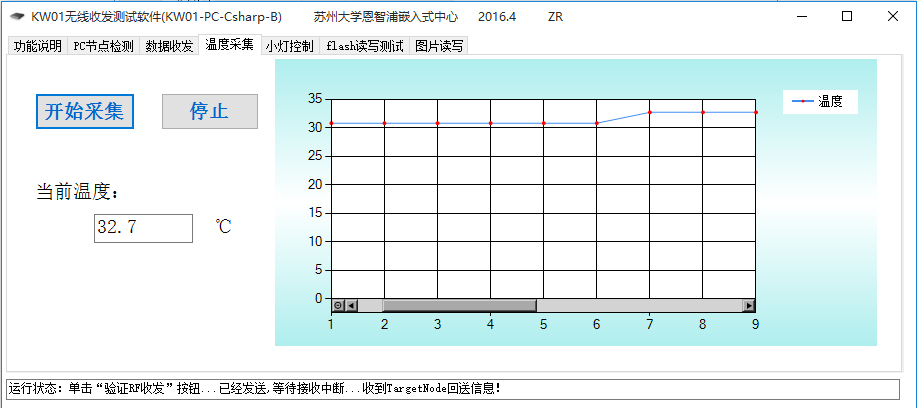 KW01无线收发测试软件(KW01-PC-Csharp-B) 苏州大学恩智浦嵌入式中心 2016.4 ZR
功能说明 PC节点检测 数据收发 温度采集 小灯控制 flash读写测试 图片读写
开始采集 停止
当前温度：
32.7 ℃
温度
35
30
25
20
15
10
5
0
1 2 3 4 5 6 7 8 9
运行状态：单击“验证RF收发”按钮...已经发送,等待接收中断...收到TargetNode回送信息！